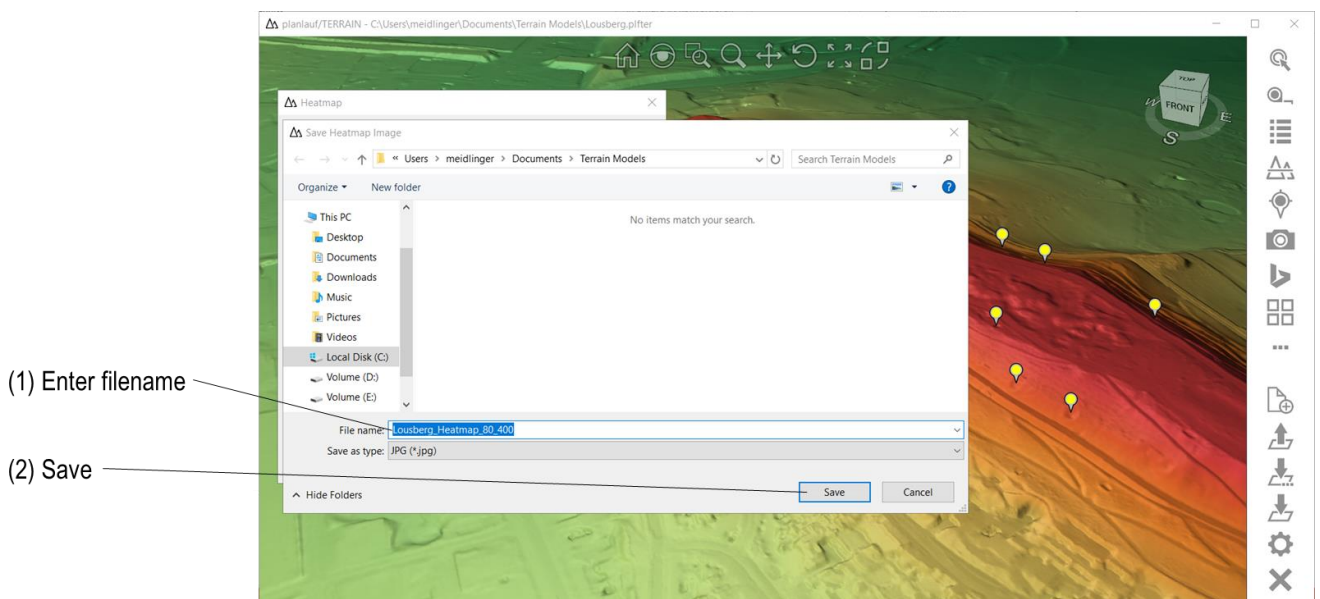 planlauf/TERRAIN - C:\Users\meidlinger\Documents\Terrain Models\Lousberg.plfter
TOP
FRONT
W
E
S
Heatmap
Save Heatmap Image
« Users > meidlinger > Documents > Terrain Models
Search Terrain Models
Organize
New folder
This PC
No items match your search.
Desktop
Documents
Downloads
Music
Pictures
Videos
Local Disk (C:)
Volume (D:)
Volume (E:)
(1) Enter filename
File name: Lousberg_Heatmap_80_400
Save as type: JPG (*.jpg)
(2) Save
Hide Folders
Save
Cancel